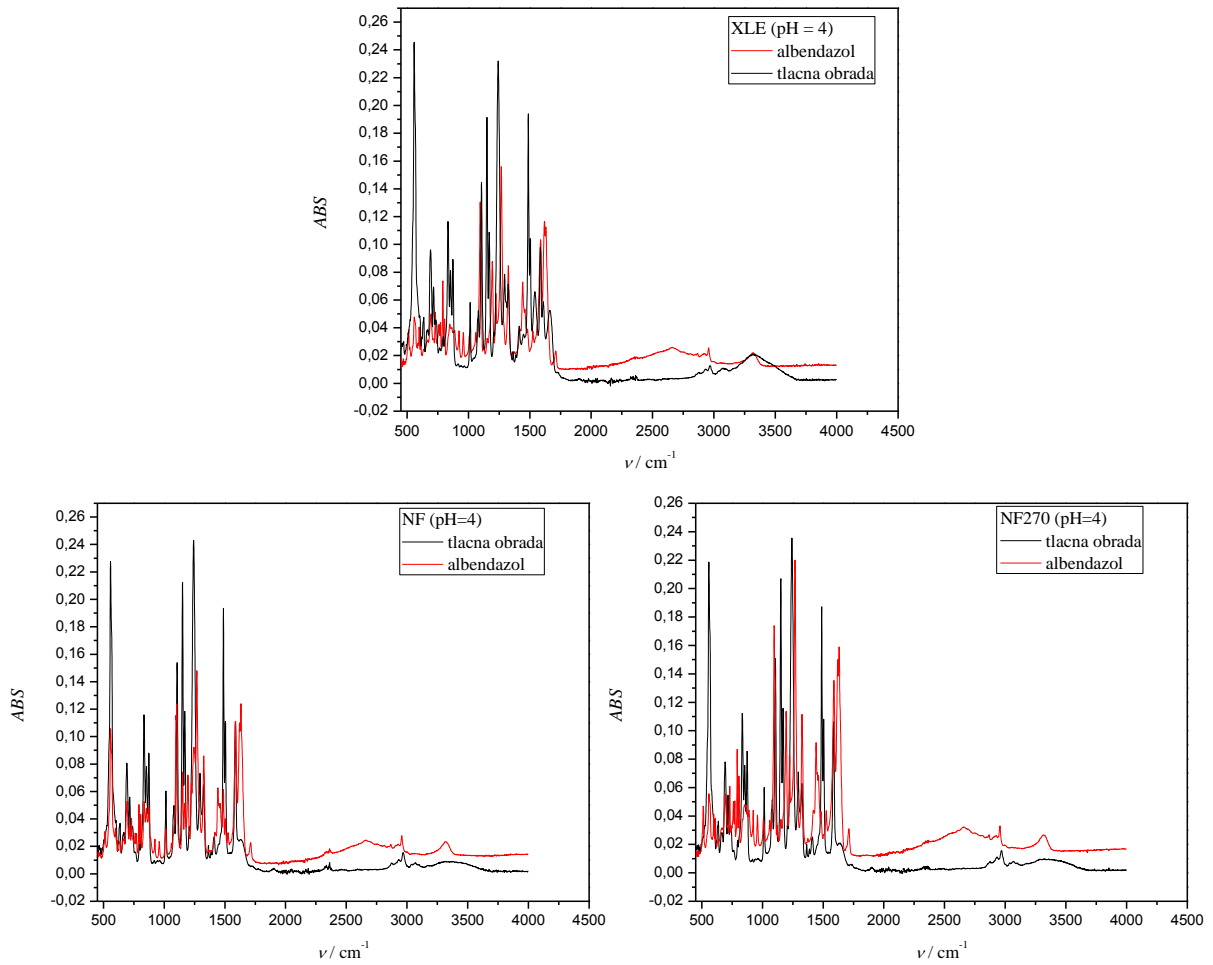 XLE (pH = 4)
albendazol
tlacna obrada
0,26
0,24
0,22
0,20
0,18
0,16
0,14
0,12
0,10
0,08
0,06
0,04
0,02
0,00
-0,02
ABS
500 1000 1500 2000 2500 3000 3500 4000 4500
ν / cm⁻¹
NF (pH=4)
tlacna obrada
albendazol
0,26
0,24
0,22
0,20
0,18
0,16
0,14
0,12
0,10
0,08
0,06
0,04
0,02
0,00
-0,02
ABS
500 1000 1500 2000 2500 3000 3500 4000 4500
ν / cm⁻¹
NF270 (pH=4)
tlacna obrada
albendazol
0,26
0,24
0,22
0,20
0,18
0,16
0,14
0,12
0,10
0,08
0,06
0,04
0,02
0,00
-0,02
ABS
500 1000 1500 2000 2500 3000 3500 4000 4500
ν / cm⁻¹